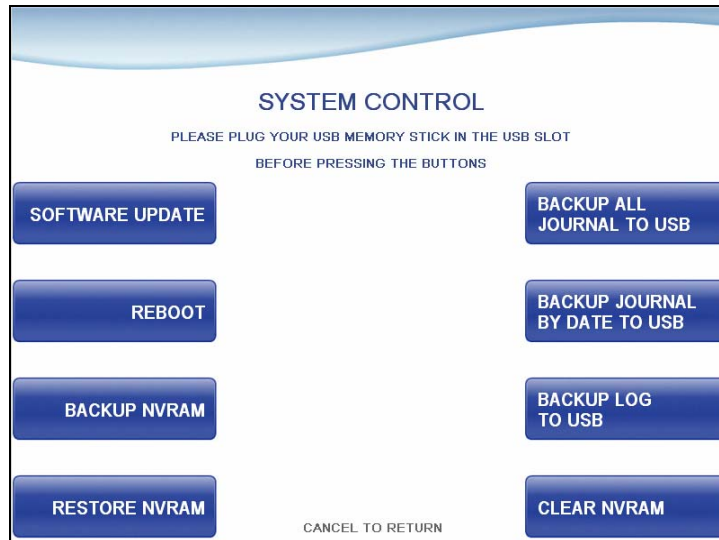 SYSTEM CONTROL
PLEASE PLUG YOUR USB MEMORY STICK IN THE USB SLOT
BEFORE PRESSING THE BUTTONS
SOFTWARE UPDATE
BACKUP ALL
JOURNAL TO USB
REBOOT
BACKUP JOURNAL
BY DATE TO USB
BACKUP NVRAM
BACKUP LOG
TO USB
RESTORE NVRAM
CLEAR NVRAM
CANCEL TO RETURN